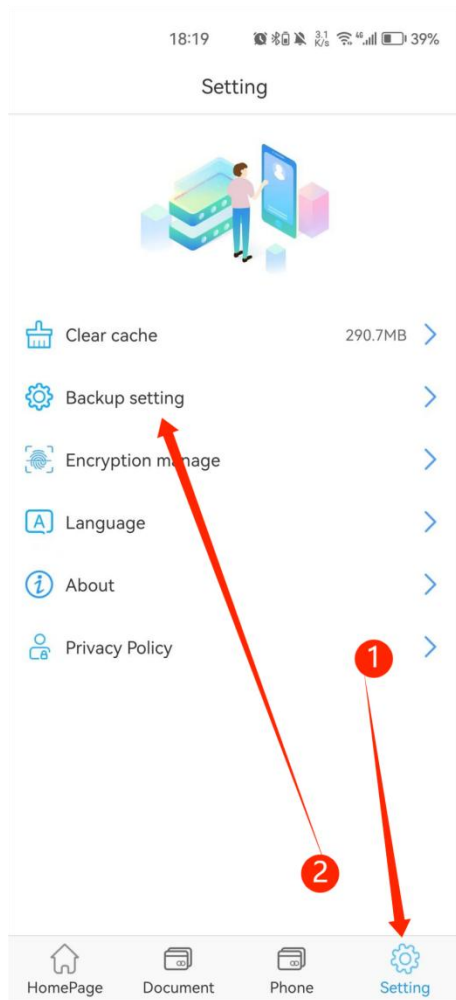 18:19 3.1 K/s 4G 39%
Setting
Clear cache 290.7MB
Backup setting
Encryption manage
A Language
i About
Privacy Policy
1
2
HomePage Document Phone Setting